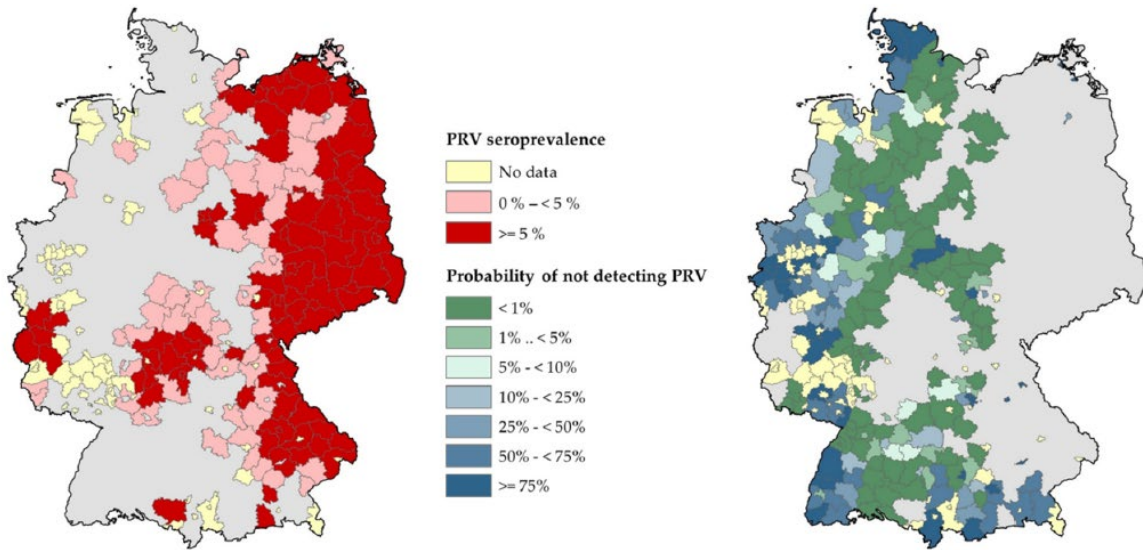 PRV seroprevalence
No data
0 % – < 5 %
>= 5 %
Probability of not detecting PRV
< 1%
1% .. < 5%
5% - < 10%
10% - < 25%
25% - < 50%
50% - < 75%
>= 75%